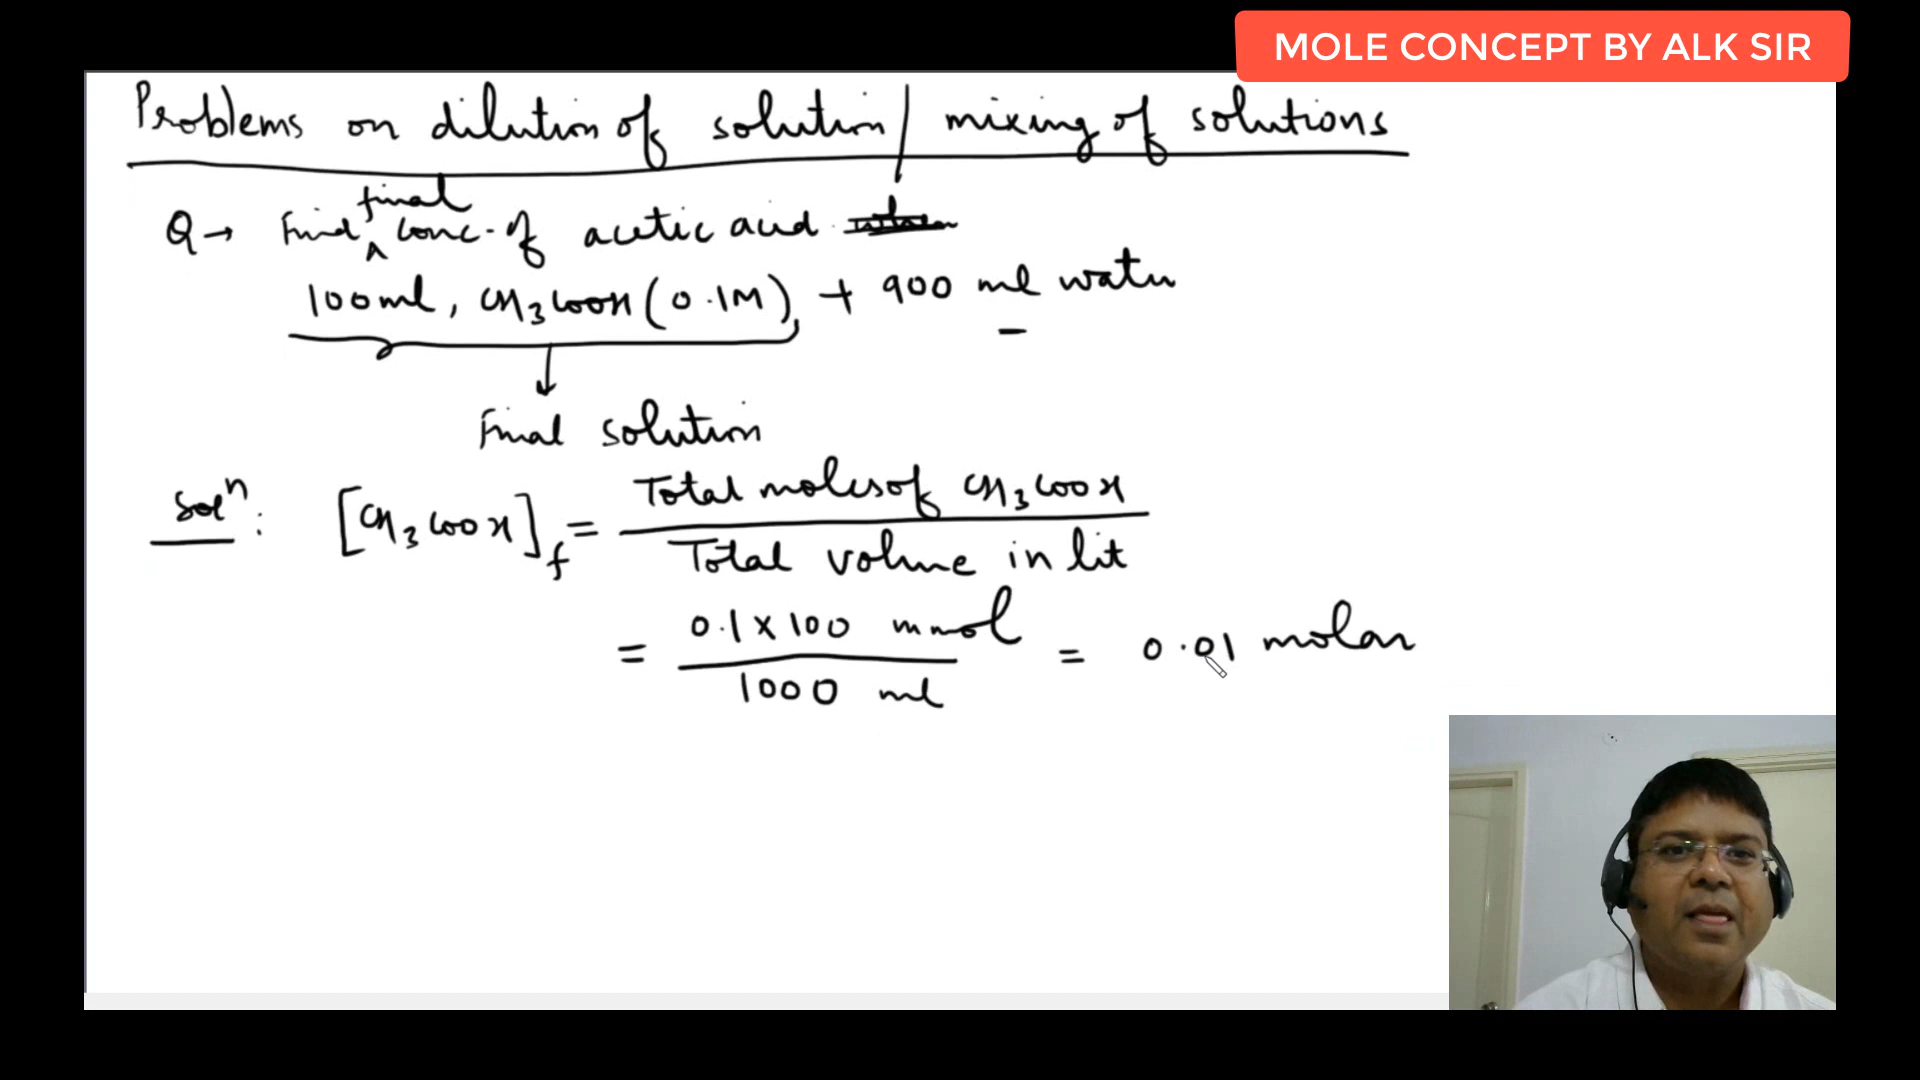 MOLE CONCEPT BY ALK SIR
Problems on dilution of solution / mixing of solutions
Q → Find final conc. of acetic acid
100 ml, CH3COOH (0.1M) + 900 ml water
Final solution
Solⁿ: [CH3COOH]f = Total moles of CH3COOH / Total volume in lit
= 0.1 x 100 mmol / 1000 ml = 0.01 molar